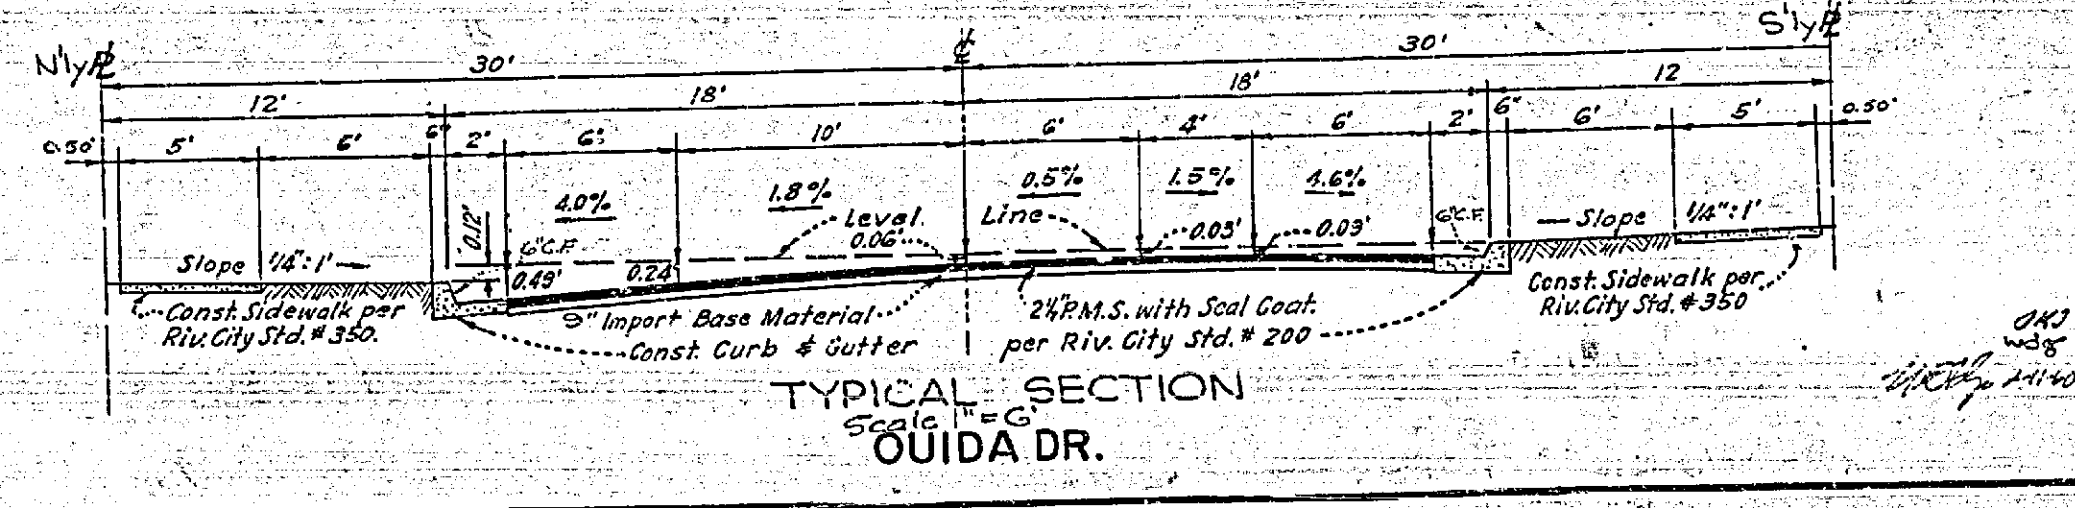 N'ly ⅊
30'
℄
30'
S'ly ⅊
12'
18'
18'
12
0.50'
5'
6'
6"
2'
6'
10'
6'
4'
6'
2'
6"
6'
5'
0.50'
0.12'
4.0%
1.8%
0.5%
1.5%
4.6%
Level
Line
0.06'
0.03'
0.03'
6"C.F.
6"C.F.
Slope 1/4":1'
0.49'
0.24
Slope 1/4":1'
Const. Sidewalk per
Riv. City Std. #350.
9" Import Base Material
Const. Curb & Gutter
2¼" P.M.S. with Seal Coat.
per Riv. City Std. # 200
Const. Sidewalk per
Riv. City Std. #350
TYPICAL SECTION
Scale 1" = 6'
OUIDA DR.